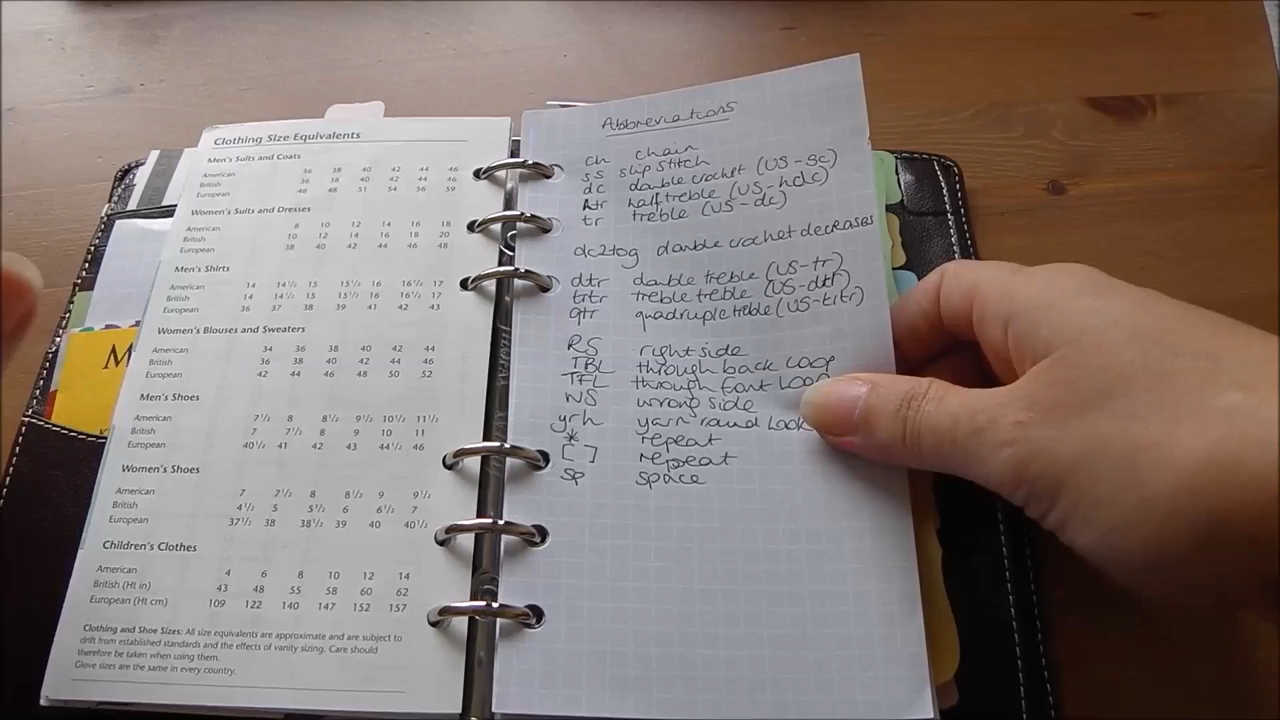 Clothing Size Equivalents
Men's Suits and Coats
American 36 38 40 42 44 46
British 36 38 40 42 44 46
European 46 48 51 54 56 59
Women's Suits and Dresses
American 8 10 12 14 16 18
British 10 12 14 16 18 20
European 38 40 42 44 46 48
Men's Shirts
American 14 14½ 15 15½ 16 16½ 17
British 14 14½ 15 15½ 16 16½ 17
European 36 37 38 39 41 42 43
Women's Blouses and Sweaters
American 34 36 38 40 42 44
British 36 38 40 42 44 46
European 42 44 46 48 50 52
Men's Shoes
American 7½ 8 8½ 9½ 10½ 11½
British 7 7½ 8 9 10 11
European 40½ 41 42 43 44½ 46
Women's Shoes
American 7 7½ 8 8½ 9 9½
British 4½ 5 5½ 6 6½ 7
European 37½ 38 38½ 39 40 40½
Children's Clothes
American 4 6 8 10 12 14
British (Ht in) 43 48 55 58 60 62
European (Ht cm) 109 122 140 147 152 157
Clothing and Shoe Sizes: All size equivalents are approximate and are subject to
drift from established standards and the effects of vanity sizing. Care should
therefore be taken when using them.
Glove sizes are the same in every country.
M
Abbreviations
ch chain
ss slip stitch
dc double crochet (US-sc)
htr half treble (US-hdc)
tr treble (US-dc)
dc2tog double crochet decreases
dtr double treble (US-tr)
trtr treble treble (US-dtr)
qtr quadruple treble (US-trtr)
RS right side
TBL through back loop
TFL through font loop
WS wrong side
yrh yarn round hook
* repeat
[ ] repeat
sp space